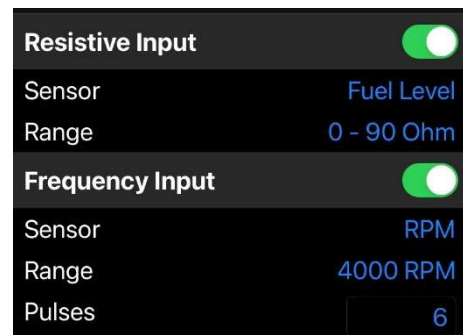 Resistive Input
Sensor Fuel Level
Range 0 - 90 Ohm
Frequency Input
Sensor RPM
Range 4000 RPM
Pulses 6